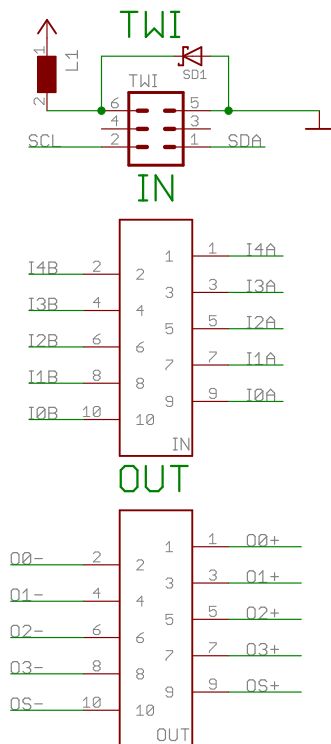 TWI
1
L1
2
SD1
TWI
6 5
4 3
SCL 2 1 SDA
IN
1 1 I4A
I4B 2 2
3 3 I3A
I3B 4 4
5 5 I2A
I2B 6 6
7 7 I1A
I1B 8 8
9 9 I0A
I0B 10 10
IN
OUT
1 1 O0+
O0- 2 2
3 3 O1+
O1- 4 4
5 5 O2+
O2- 6 6
7 7 O3+
O3- 8 8
9 9 OS+
OS- 10 10
OUT